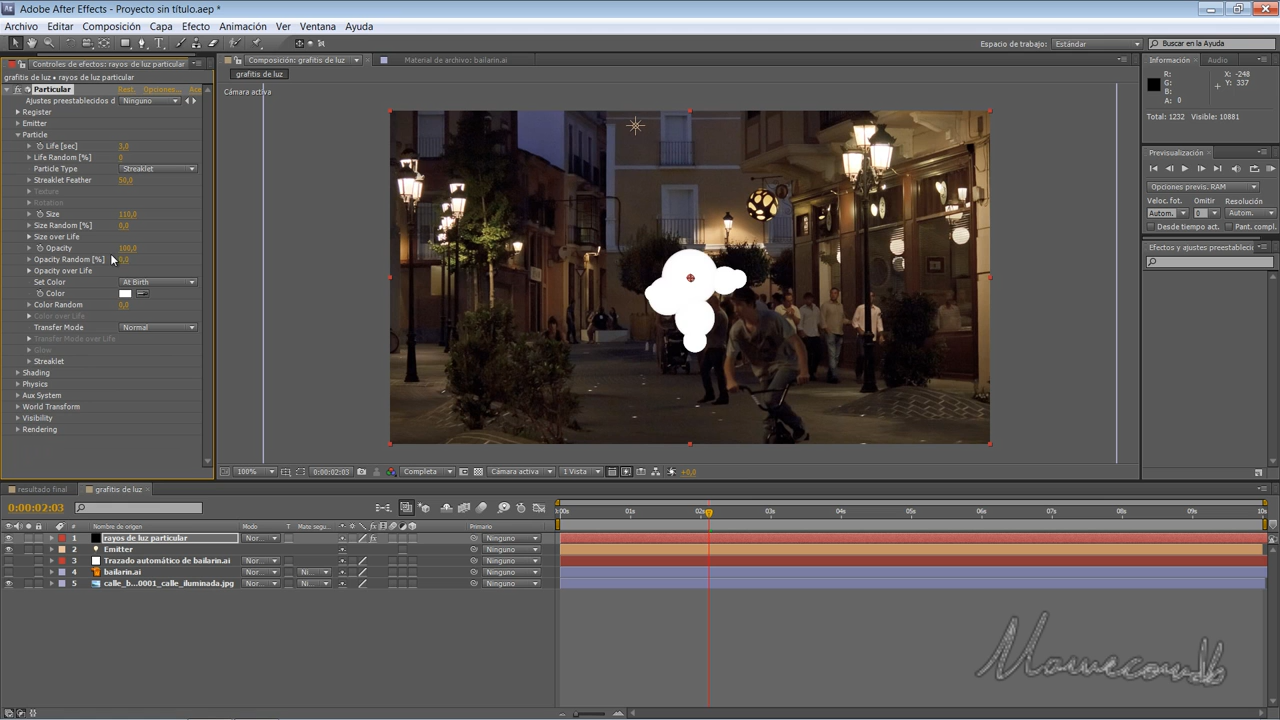 Adobe After Effects - Proyecto sin título.aep *
Archivo Editar Composición Capa Efecto Animación Ver Ventana Ayuda
Espacio de trabajo: Estándar Buscar en la Ayuda
Controles de efectos: rayos de luz particular
grafitis de luz • rayos de luz particular
Particular Rest. Opciones...
Ajustes preestablecidos d Ninguno
Register
Emitter
Particle
Life [sec] 3,0
Life Random [%] 0
Particle Type Streaklet
Streaklet Feather 50,0
Texture
Rotation
Size 110,0
Size Random [%] 0,0
Size over Life
Opacity 100,0
Opacity Random [%] 0,0
Opacity over Life
Set Color At Birth
Color
Color Random 0,0
Color over Life
Transfer Mode Normal
Transfer Mode over Life
Glow
Streaklet
Shading
Physics
Aux System
World Transform
Visibility
Rendering
Composición: grafitis de luz Material de archivo: bailarin.ai
grafitis de luz
Cámara activa
100% 0:00:02:03 Completa Cámara activa 1 Vista +0,0
Información Audio
R: X: -248
G: Y: 337
B:
A: 0
Total: 1232 Visible: 10881
Previsualización
Opciones previs. RAM
Veloc. fot. Omitir Resolución
Autom. 0 Autom.
Desde tiempo act. Pant. compl.
Efectos y ajustes preestableci
resultado final grafitis de luz
0:00:02:03
Nombre de origen Modo T Mate segu... fx Primario
1 rayos de luz particular Nor... Ninguno
2 Emitter Ninguno
3 Trazado automático de bailarin.ai Nor... Ninguno
4 bailarin.ai Nor... Ni... Ninguno
5 calle_b...0001_calle_iluminada.jpg Nor... Ni... Ninguno
:00s 01s 02s 03s 04s 05s 06s 07s 08s 09s 10s